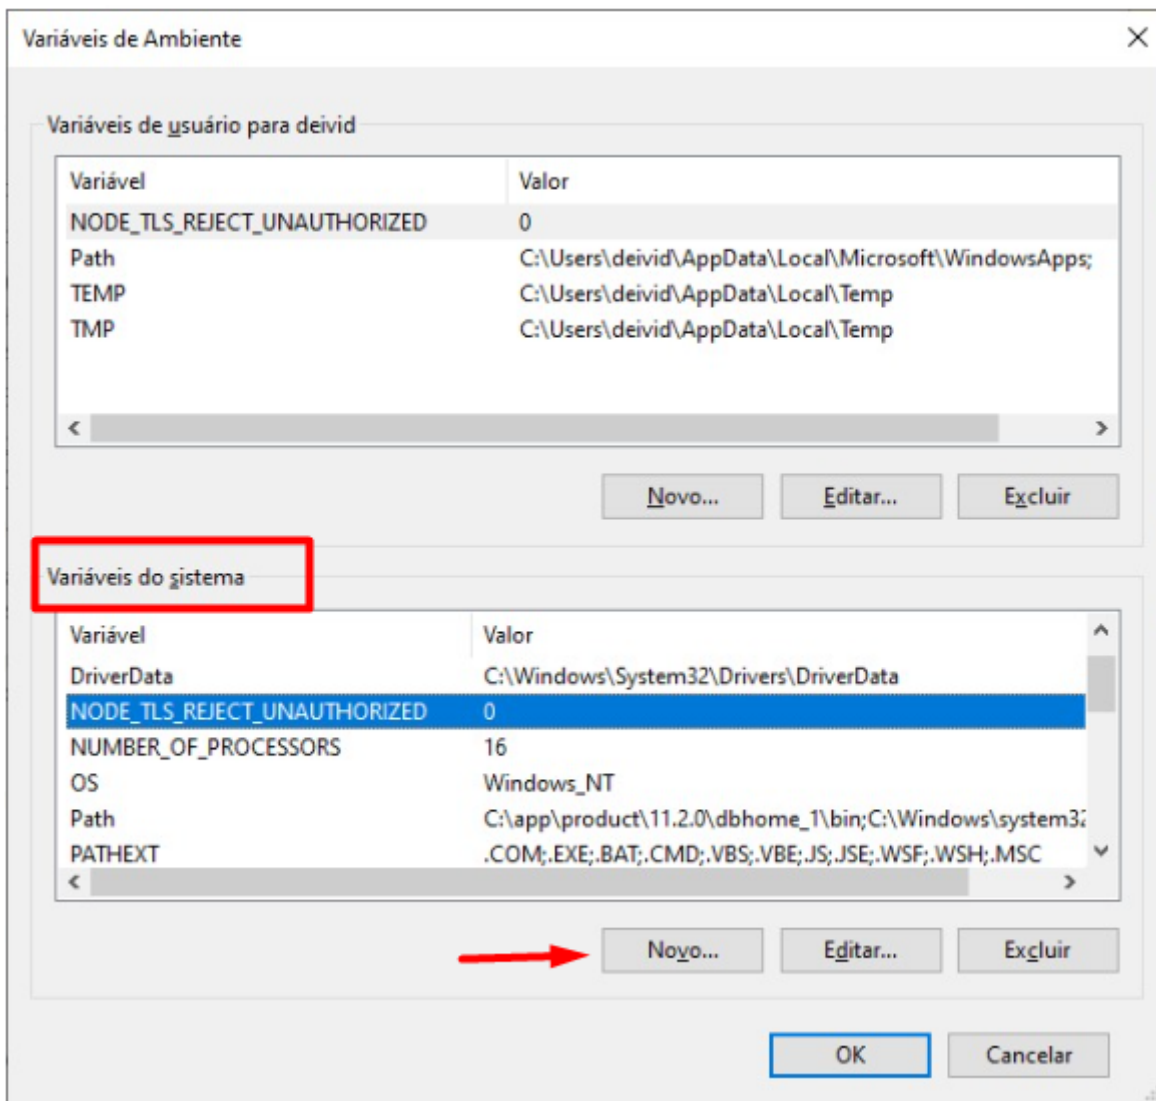 Variáveis de Ambiente
Variáveis de usuário para deivid
Variável Valor
NODE_TLS_REJECT_UNAUTHORIZED 0
Path C:\Users\deivid\AppData\Local\Microsoft\WindowsApps;
TEMP C:\Users\deivid\AppData\Local\Temp
TMP C:\Users\deivid\AppData\Local\Temp
Novo... Editar... Excluir
Variáveis do sistema
Variável Valor
DriverData C:\Windows\System32\Drivers\DriverData
NODE_TLS_REJECT_UNAUTHORIZED 0
NUMBER_OF_PROCESSORS 16
OS Windows_NT
Path C:\app\product\11.2.0\dbhome_1\bin;C:\Windows\system32
PATHEXT .COM;.EXE;.BAT;.CMD;.VBS;.VBE;.JS;.JSE;.WSF;.WSH;.MSC
Novo... Editar... Excluir
OK Cancelar